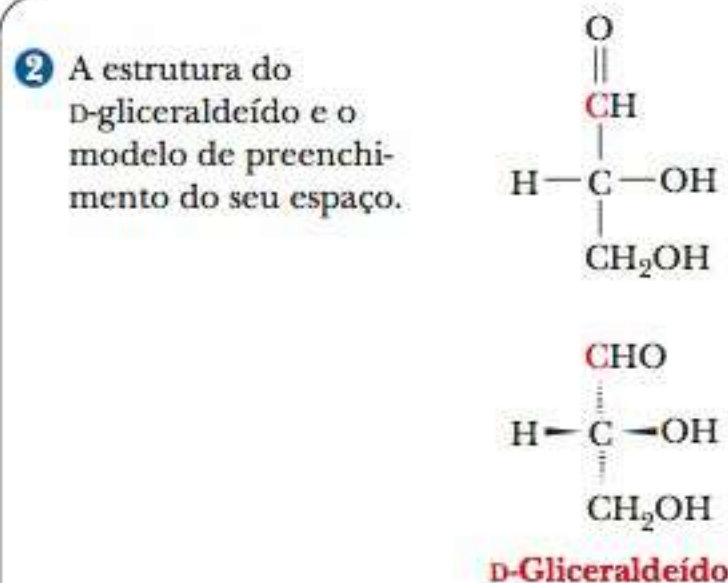 2 A estrutura do
D-gliceraldeído e o
modelo de preenchi-
mento do seu espaço.
O
CH
H—C—OH
CH₂OH
CHO
H—C—OH
CH₂OH
D-Gliceraldeído